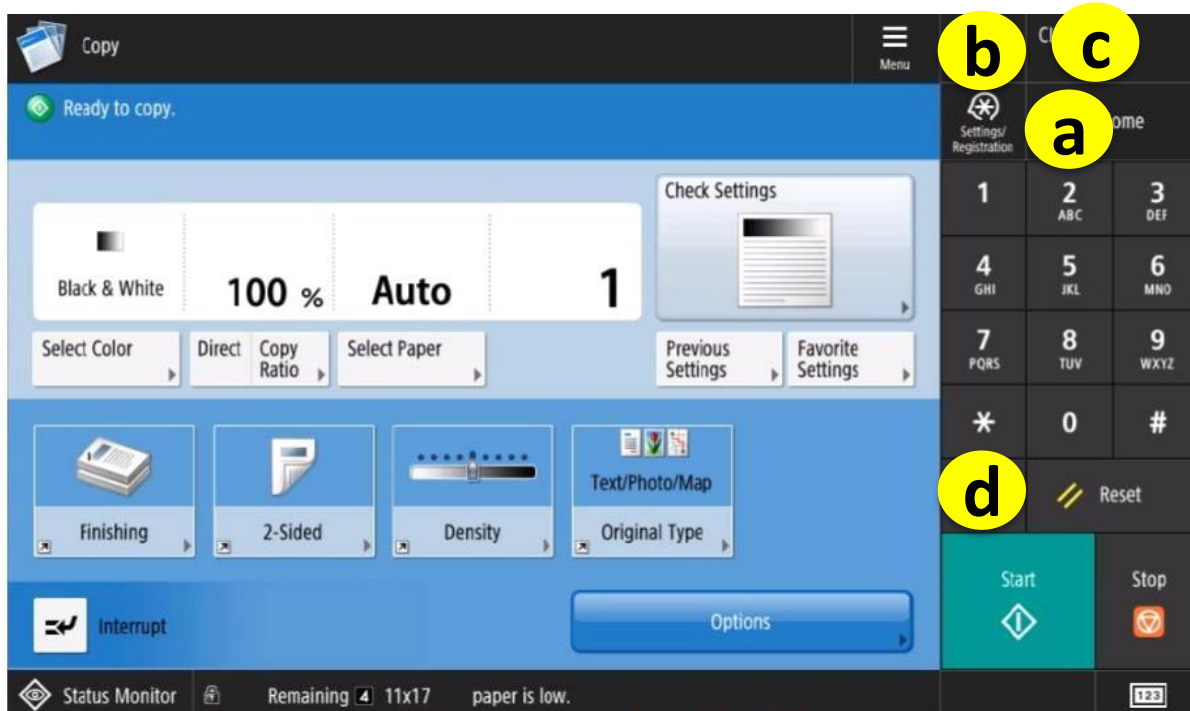 Copy
Menu
b
c
Ready to copy.
Settings/
Registration
a
Check Settings
1
2
ABC
3
DEF
Black & White
100 %
Auto
1
4
GHI
5
JKL
6
MNO
Select Color
Direct
Copy
Ratio
Select Paper
Previous
Settings
Favorite
Settings
7
PQRS
8
TUV
9
WXYZ
*
0
#
Text/Photo/Map
Finishing
2-Sided
Density
Original Type
d
Reset
Start
Stop
Interrupt
Options
Status Monitor
Remaining 4 11x17 paper is low.
123